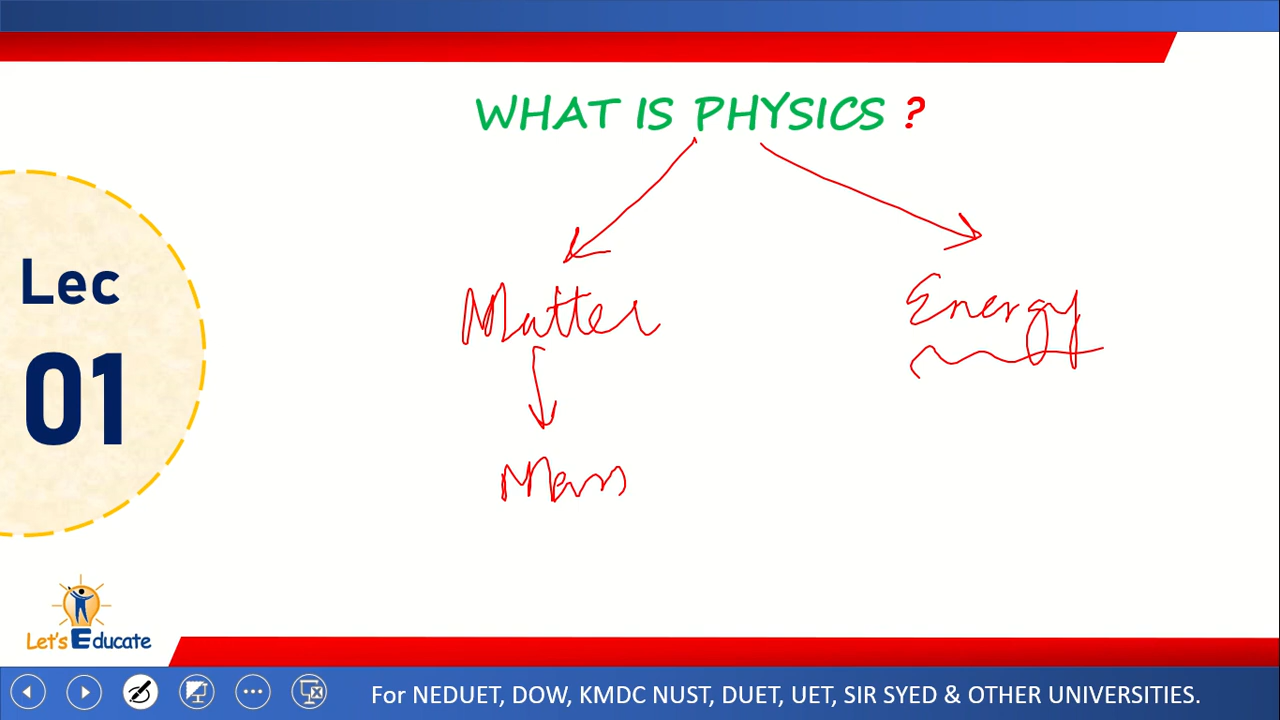 WHAT IS PHYSICS ?
Matter
Energy
Mass
Lec
01
Let's Educate
For NEDUET, DOW, KMDC NUST, DUET, UET, SIR SYED & OTHER UNIVERSITIES.